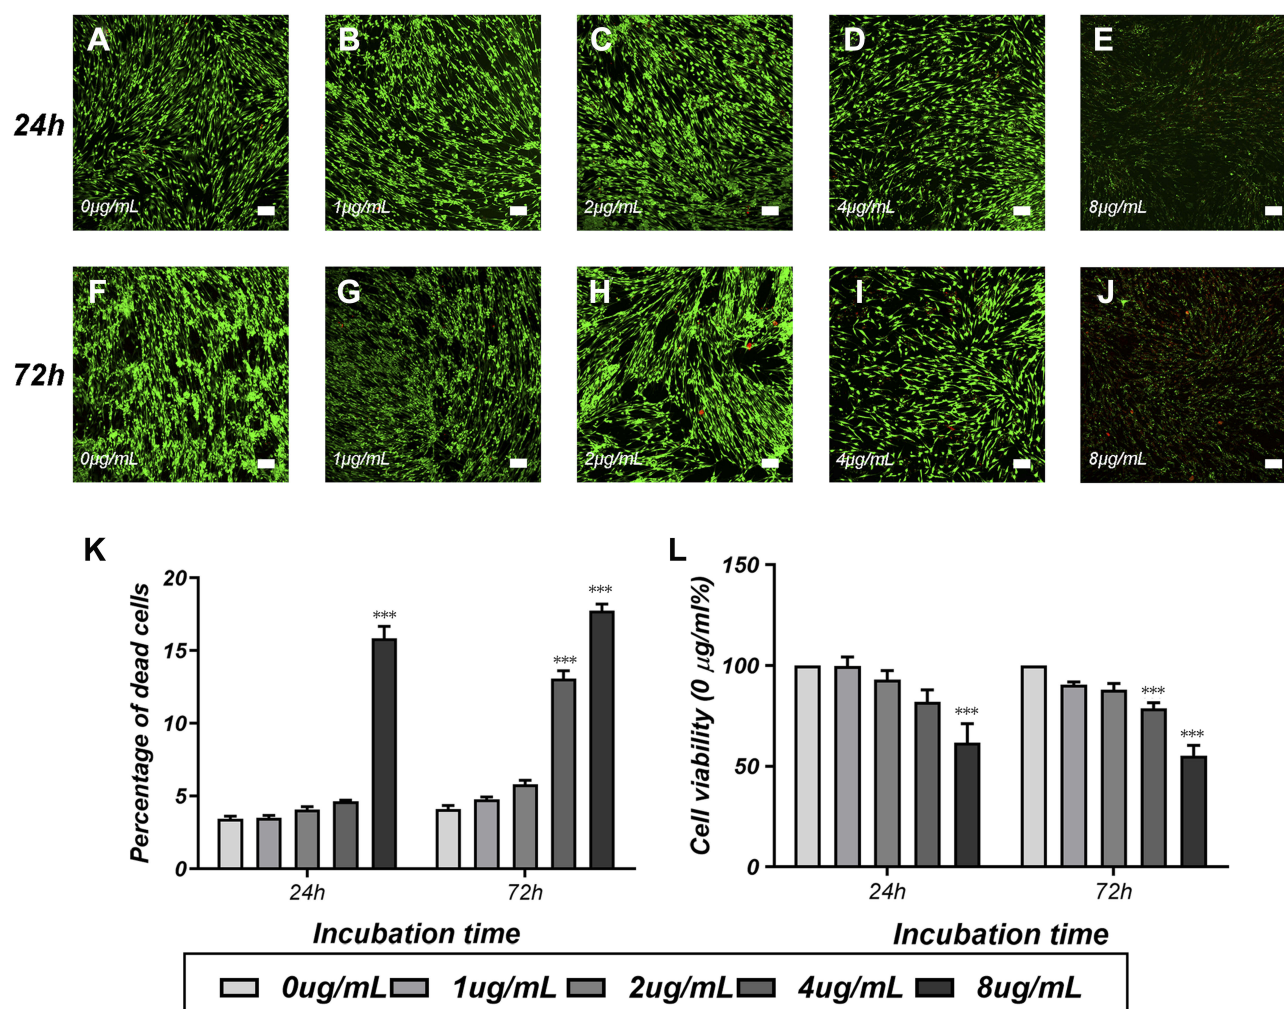 A B C D E
24h
0µg/mL 1µg/mL 2µg/mL 4µg/mL 8µg/mL
F G H I J
72h
0µg/mL 1µg/mL 2µg/mL 4µg/mL 8µg/mL
K
Percentage of dead cells
20
15
10
5
0
***
***
***
24h 72h
Incubation time
L
Cell viability (0 µg/ml%)
150
100
50
0
***
***
***
24h 72h
Incubation time
0ug/mL 1ug/mL 2ug/mL 4ug/mL 8ug/mL